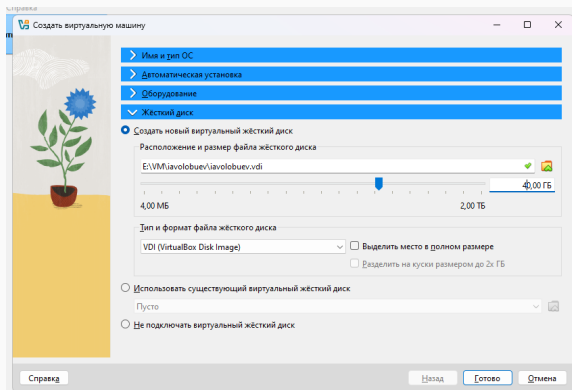 Справка
Создать виртуальную машину
Имя и тип ОС
Автоматическая установка
Оборудование
Жёсткий диск
Создать новый виртуальный жёсткий диск
Расположение и размер файла жёсткого диска
E:\VM\iavolobuev\iavolobuev.vdi
40,00 ГБ
4,00 МБ 2,00 ТБ
Тип и формат файла жёсткого диска
VDI (VirtualBox Disk Image) Выделить место в полном размере
Разделить на куски размером до 2х ГБ
Использовать существующий виртуальный жёсткий диск
Пусто
Не подключать виртуальный жёсткий диск
Справка Назад Готово Отмена